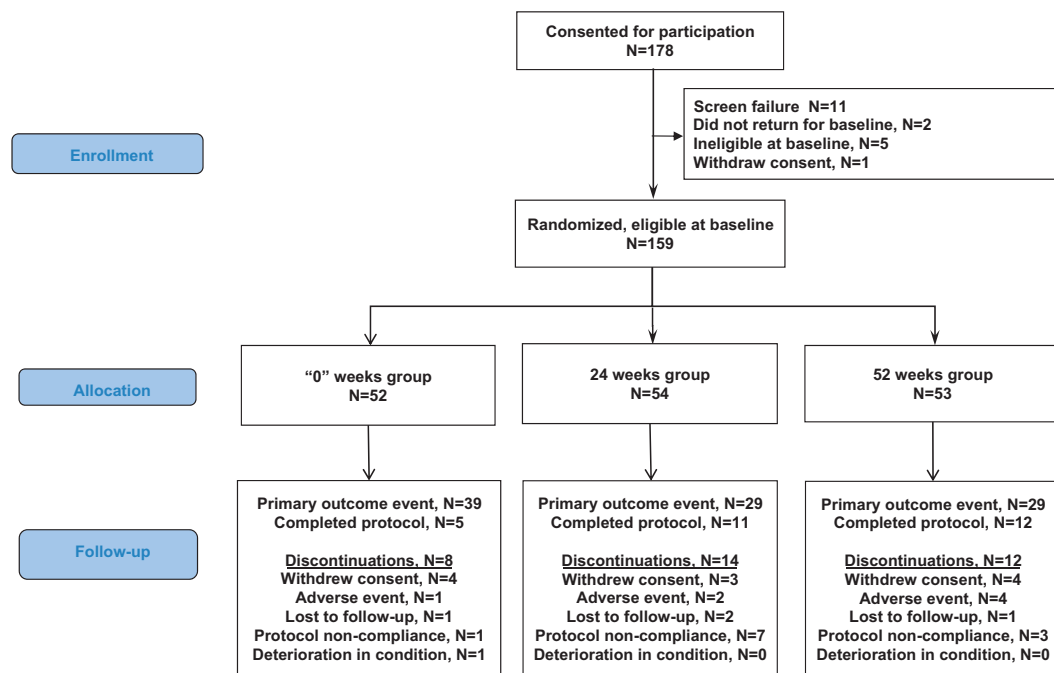 Consented for participation
N=178
Screen failure N=11
Did not return for baseline, N=2
Ineligible at baseline, N=5
Withdraw consent, N=1
Enrollment
Randomized, eligible at baseline
N=159
Allocation
“0” weeks group
N=52
24 weeks group
N=54
52 weeks group
N=53
Follow-up
Primary outcome event, N=39
Completed protocol, N=5
Discontinuations, N=8
Withdrew consent, N=4
Adverse event, N=1
Lost to follow-up, N=1
Protocol non-compliance, N=1
Deterioration in condition, N=1
Primary outcome event, N=29
Completed protocol, N=11
Discontinuations, N=14
Withdrew consent, N=3
Adverse event, N=2
Lost to follow-up, N=2
Protocol non-compliance, N=7
Deterioration in condition, N=0
Primary outcome event, N=29
Completed protocol, N=12
Discontinuations, N=12
Withdrew consent, N=4
Adverse event, N=4
Lost to follow-up, N=1
Protocol non-compliance, N=3
Deterioration in condition, N=0